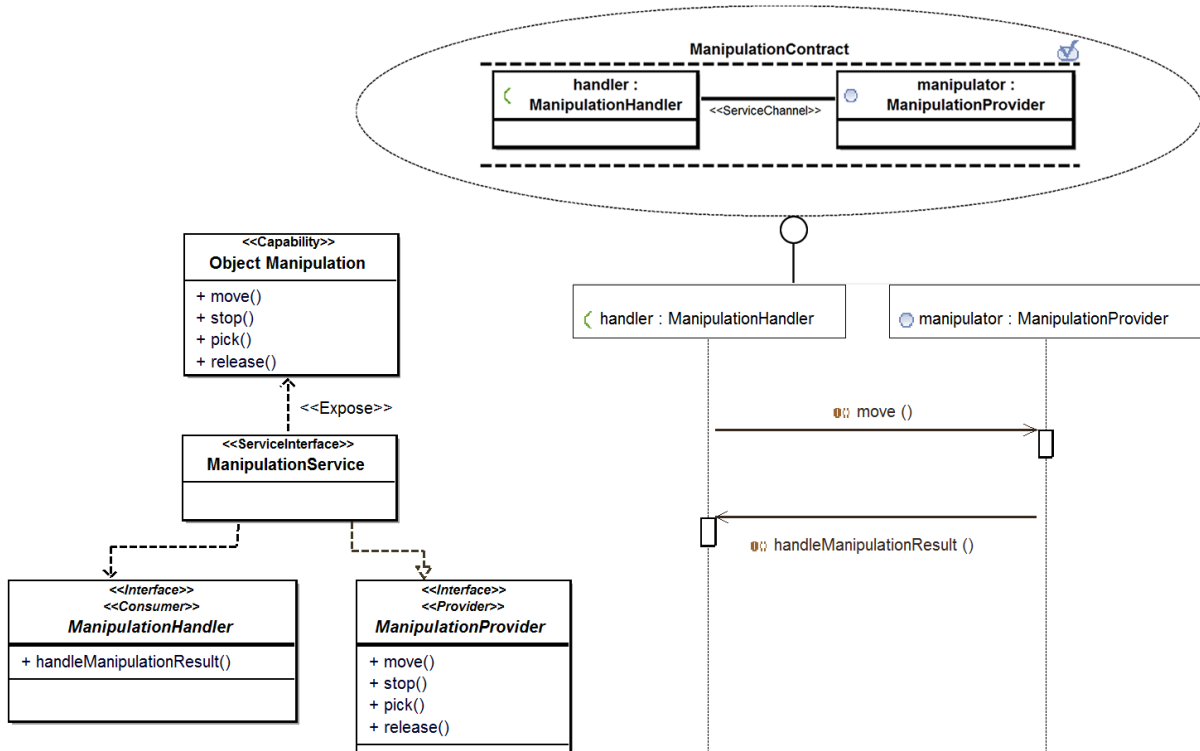 ManipulationContract
handler :
ManipulationHandler
<<ServiceChannel>>
manipulator :
ManipulationProvider
<<Capability>>
Object Manipulation
+ move()
+ stop()
+ pick()
+ release()
<<Expose>>
<<ServiceInterface>>
ManipulationService
<<Interface>>
<<Consumer>>
ManipulationHandler
+ handleManipulationResult()
<<Interface>>
<<Provider>>
ManipulationProvider
+ move()
+ stop()
+ pick()
+ release()
handler : ManipulationHandler
manipulator : ManipulationProvider
move ()
handleManipulationResult ()